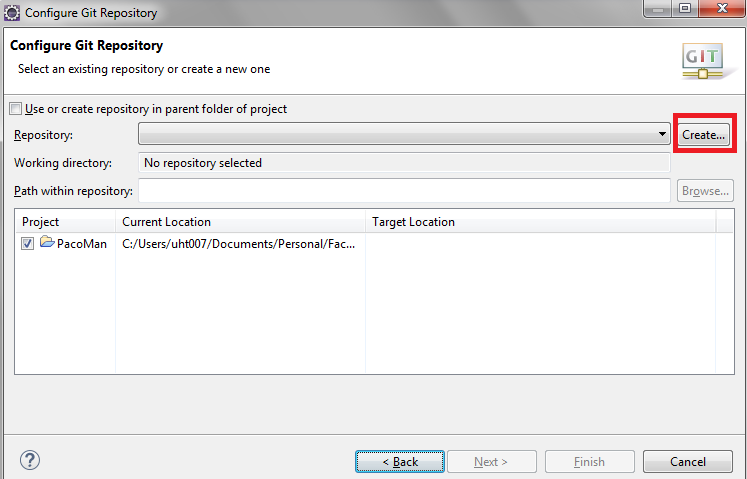 Configure Git Repository
Configure Git Repository
Select an existing repository or create a new one
GIT
Use or create repository in parent folder of project
Repository: Create...
Working directory: No repository selected
Path within repository: Browse...
Project Current Location Target Location
PacoMan C:/Users/uht007/Documents/Personal/Fac...
? < Back Next > Finish Cancel